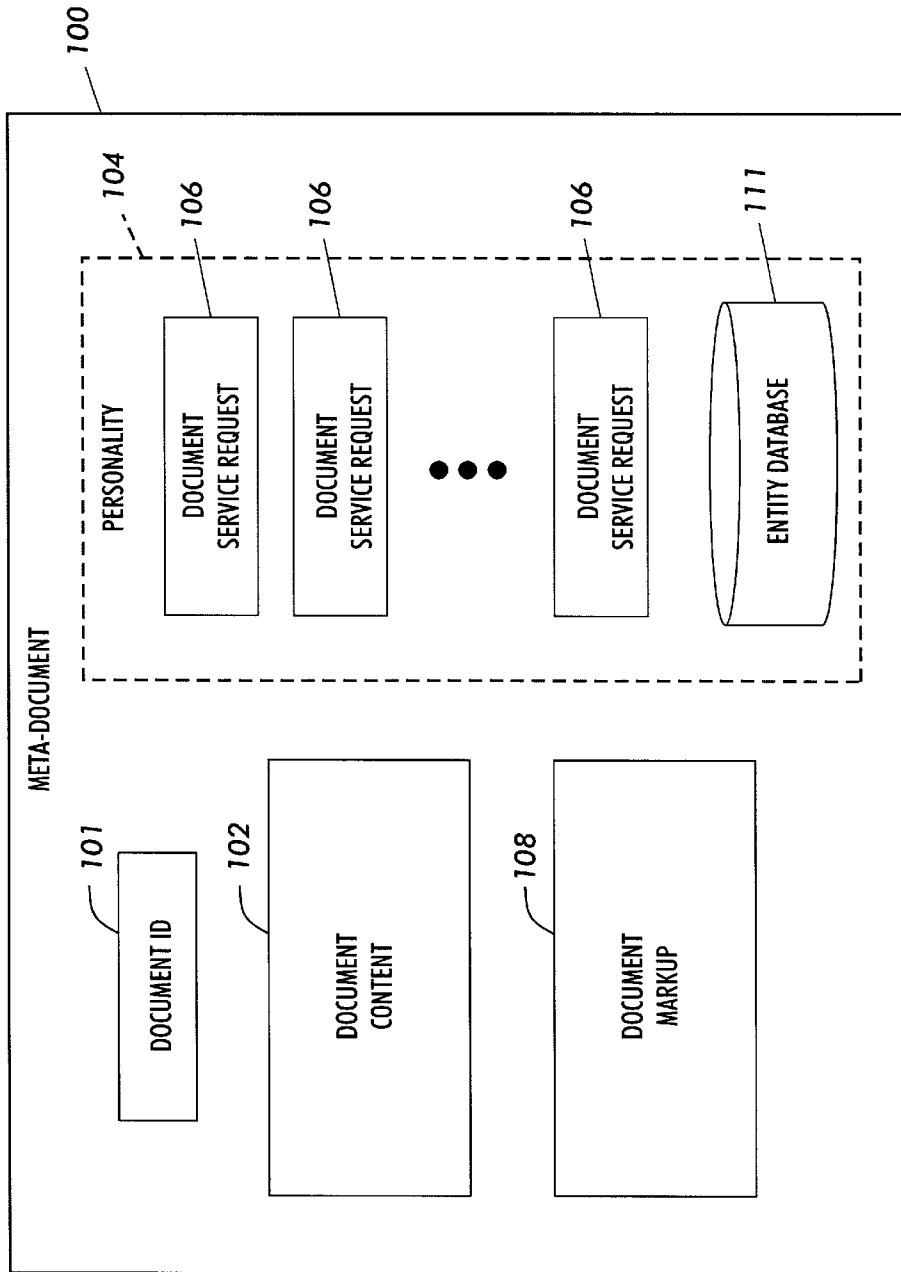 100
META-DOCUMENT
101
DOCUMENT ID
102
DOCUMENT
CONTENT
108
DOCUMENT
MARKUP
104
PERSONALITY
106
DOCUMENT
SERVICE REQUEST
106
DOCUMENT
SERVICE REQUEST
106
DOCUMENT
SERVICE REQUEST
111
ENTITY DATABASE